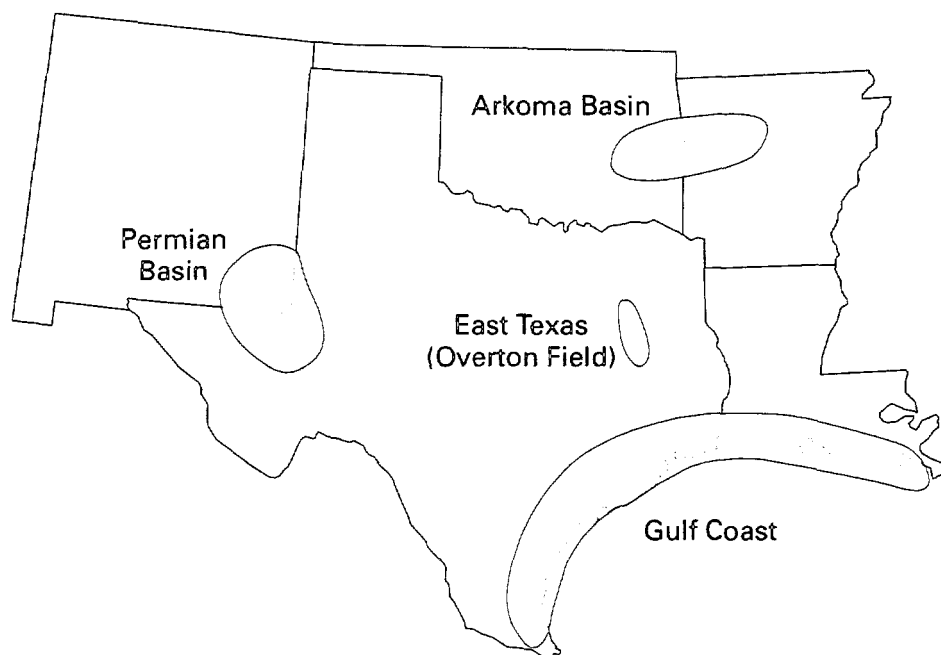 Arkoma Basin
Permian
Basin
East Texas
(Overton Field)
Gulf Coast